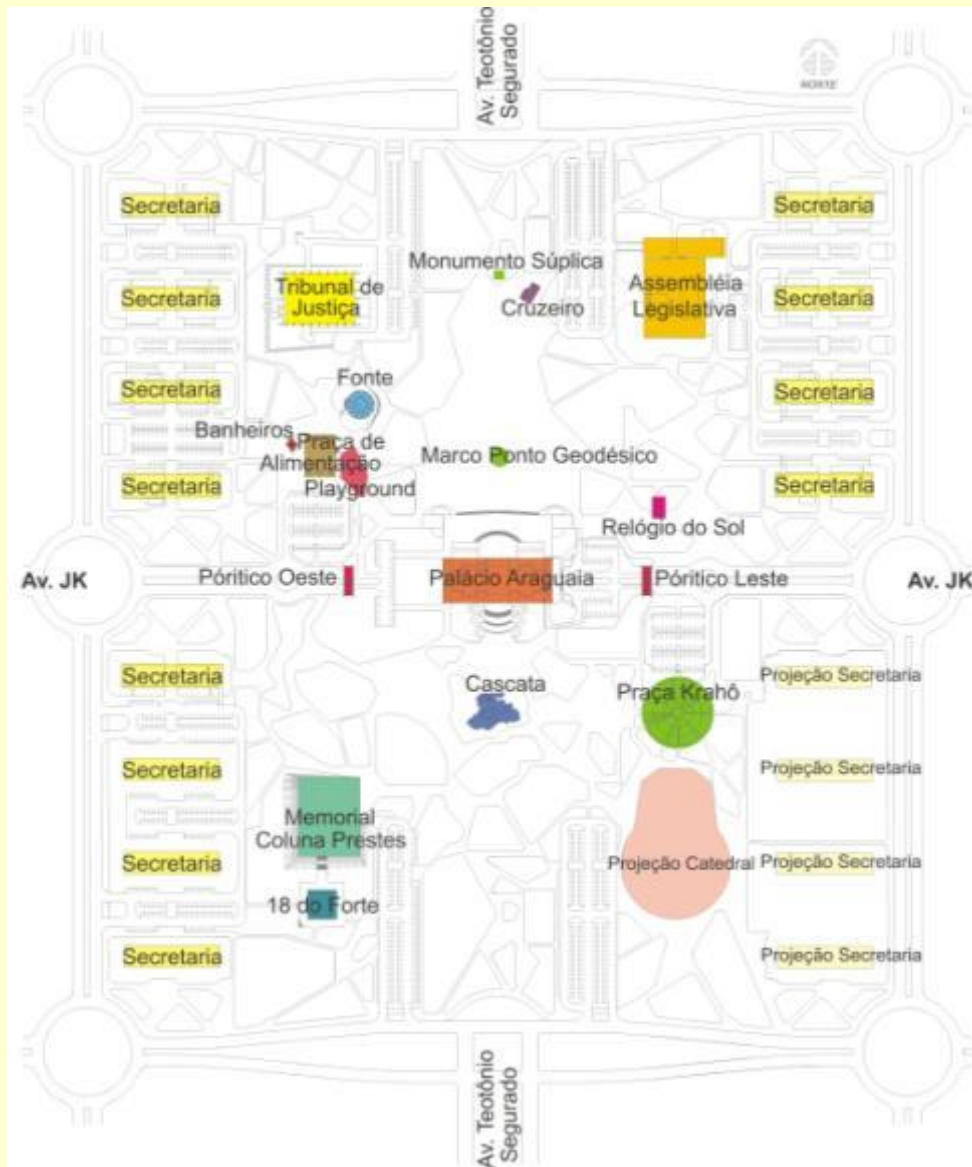 Av. Teotônio
Segurado
NORTE
Secretaria
Secretaria
Monumento Súplica
Tribunal de
Justiça
Cruzeiro
Assembléia
Legislativa
Secretaria
Secretaria
Fonte
Secretaria
Secretaria
Banheiros
Praça de
Alimentação
Playground
Marco Ponto Geodésico
Secretaria
Secretaria
Relógio do Sol
Av. JK
Póritico Oeste
Palácio Araguaia
Póritico Leste
Av. JK
Secretaria
Cascata
Praça Krahô
Projeção Secretaria
Secretaria
Projeção Secretaria
Memorial
Coluna Prestes
Secretaria
Projeção Catedral
Projeção Secretaria
18 do Forte
Secretaria
Projeção Secretaria
Av. Teotônio
Segurado